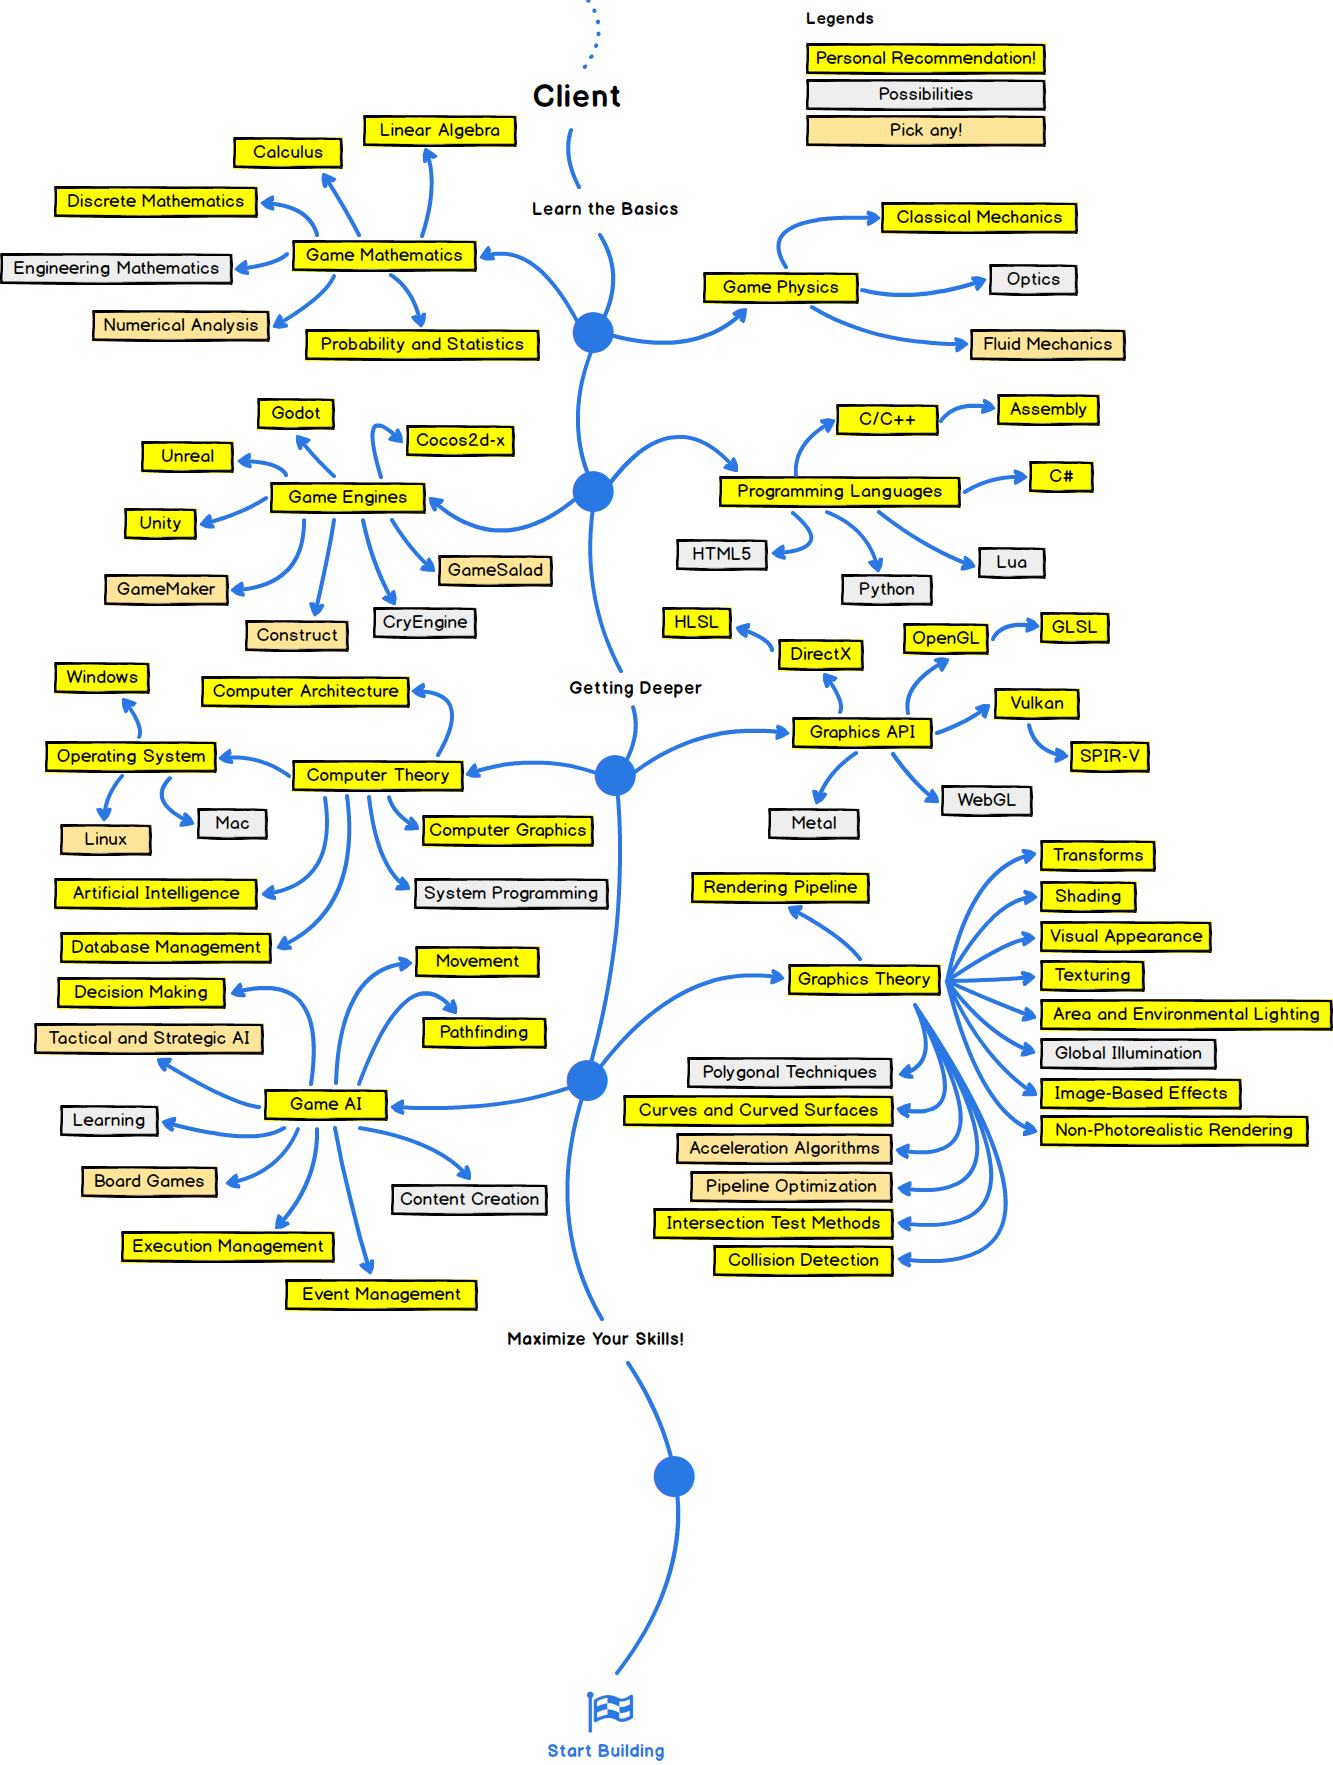 Legends
Personal Recommendation!
Possibilities
Pick any!
Client
Linear Algebra
Calculus
Discrete Mathematics
Game Mathematics
Engineering Mathematics
Numerical Analysis
Probability and Statistics
Learn the Basics
Classical Mechanics
Game Physics
Optics
Fluid Mechanics
Godot
Cocos2d-x
Unreal
Game Engines
Unity
GameMaker
Construct
CryEngine
GameSalad
C/C++
Assembly
Programming Languages
C#
HTML5
Python
Lua
Getting Deeper
Windows
Computer Architecture
Operating System
Computer Theory
Linux
Mac
Computer Graphics
Artificial Intelligence
System Programming
Database Management
HLSL
DirectX
OpenGL
GLSL
Graphics API
Vulkan
SPIR-V
Metal
WebGL
Rendering Pipeline
Graphics Theory
Transforms
Shading
Visual Appearance
Texturing
Area and Environmental Lighting
Global Illumination
Image-Based Effects
Non-Photorealistic Rendering
Polygonal Techniques
Curves and Curved Surfaces
Acceleration Algorithms
Pipeline Optimization
Intersection Test Methods
Collision Detection
Movement
Decision Making
Pathfinding
Tactical and Strategic AI
Game AI
Learning
Board Games
Content Creation
Execution Management
Event Management
Maximize Your Skills!
Start Building